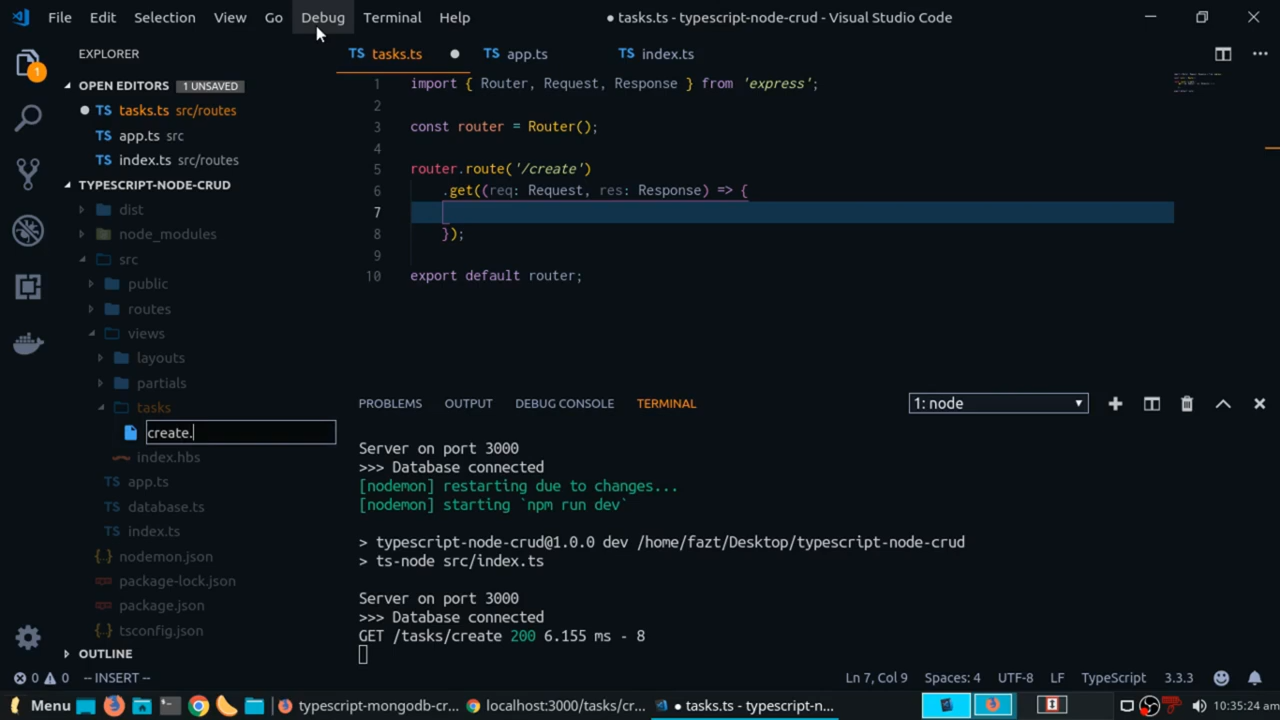 File Edit Selection View Go Debug Terminal Help
● tasks.ts - typescript-node-crud - Visual Studio Code
EXPLORER
1
OPEN EDITORS 1 UNSAVED
TS tasks.ts src/routes
TS app.ts src
TS index.ts src/routes
TYPESCRIPT-NODE-CRUD
dist
node_modules
src
public
routes
views
layouts
partials
tasks
create.
index.hbs
TS app.ts
TS database.ts
TS index.ts
{} nodemon.json
package-lock.json
package.json
{} tsconfig.json
OUTLINE
TS tasks.ts ● TS app.ts TS index.ts
1 import { Router, Request, Response } from 'express';
2
3 const router = Router();
4
5 router.route('/create')
6 .get((req: Request, res: Response) => {
7
8 });
9
10 export default router;
PROBLEMS OUTPUT DEBUG CONSOLE TERMINAL 1: node
Server on port 3000
>>> Database connected
[nodemon] restarting due to changes...
[nodemon] starting `npm run dev`
> typescript-node-crud@1.0.0 dev /home/fazt/Desktop/typescript-node-crud
> ts-node src/index.ts
Server on port 3000
>>> Database connected
GET /tasks/create 200 6.155 ms - 8
0 0 -- INSERT -- Ln 7, Col 9 Spaces: 4 UTF-8 LF TypeScript 3.3.3
Menu typescript-mongodb-cr... localhost:3000/tasks/cr... ● tasks.ts - typescript-n... 10:35:24 am